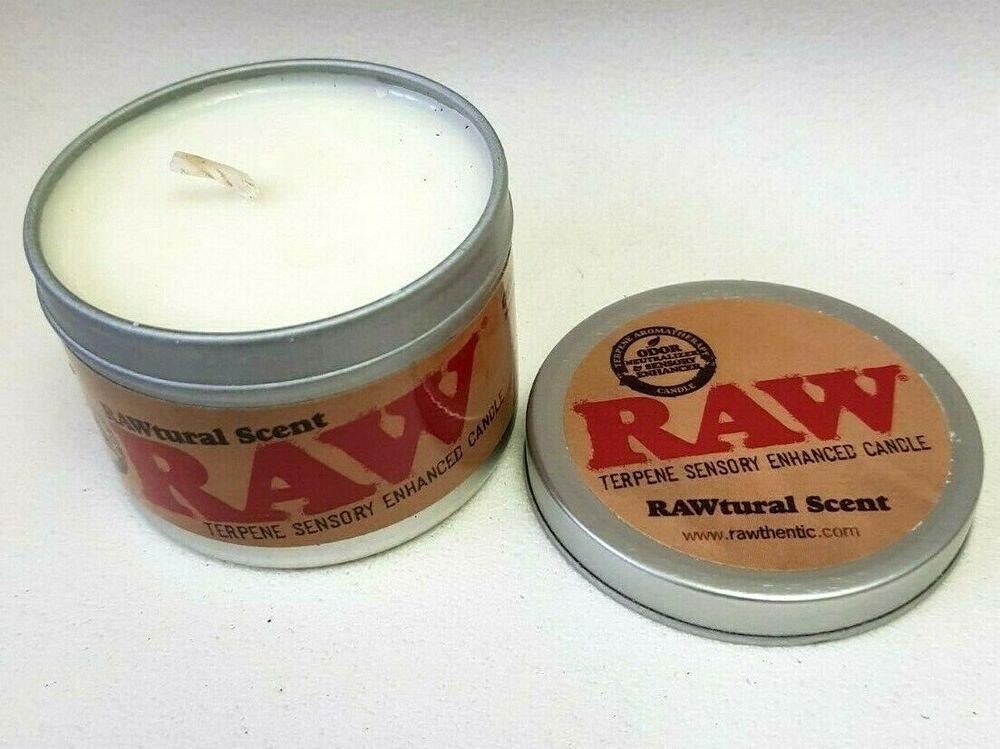 RAWtural Scent
RAW®
TERPENE SENSORY ENHANCED CANDLE
TERPENE AROMATHERAPY
ODOR
NEUTRALIZER
& SENSORY
ENHANCER
CANDLE
RAW®
TERPENE SENSORY ENHANCED CANDLE
RAWtural Scent
www.rawthentic.com